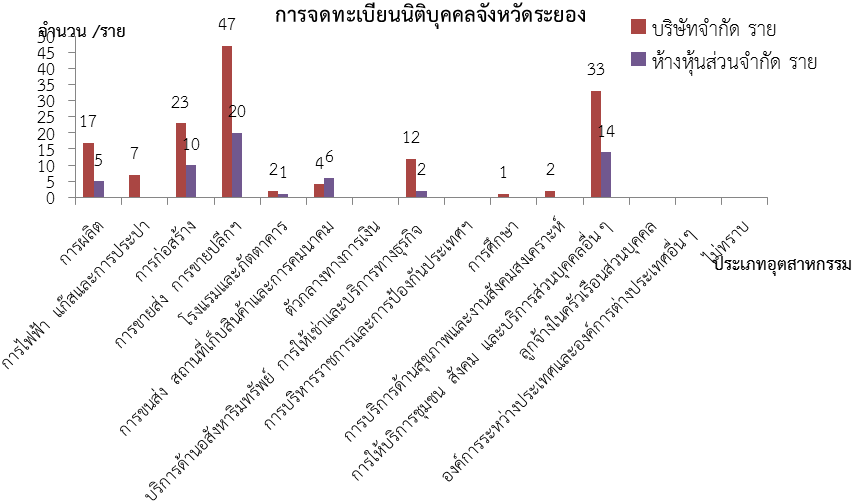 การจดทะเบียนนิติบุคคลจังหวัดระยอง
จำนวน /ราย
บริษัทจำกัด ราย
ห้างหุ้นส่วนจำกัด ราย
50
45
40
35
30
25
20
15
10
5
0
17
5
7
23
10
47
20
2
1
4
6
12
2
1
2
33
14
การผลิต
การไฟฟ้า แก๊สและการประปา
การก่อสร้าง
การขายส่ง การขายปลีกฯ
โรงแรมและภัตตาคาร
การขนส่ง สถานที่เก็บสินค้าและการคมนาคม
ตัวกลางทางการเงิน
บริการด้านอสังหาริมทรัพย์ การให้เช่าและบริการทางธุรกิจ
การบริหารราชการและการป้องกันประเทศฯ
การศึกษา
การบริการด้านสุขภาพและงานสังคมสงเคราะห์
การให้บริการชุมชน สังคม และบริการส่วนบุคคลอื่น ๆ
ลูกจ้างในครัวเรือนส่วนบุคคล
องค์การระหว่างประเทศและองค์การต่างประเทศอื่น ๆ
ไม่ทราบ
ประเภทอุตสาหกรรม